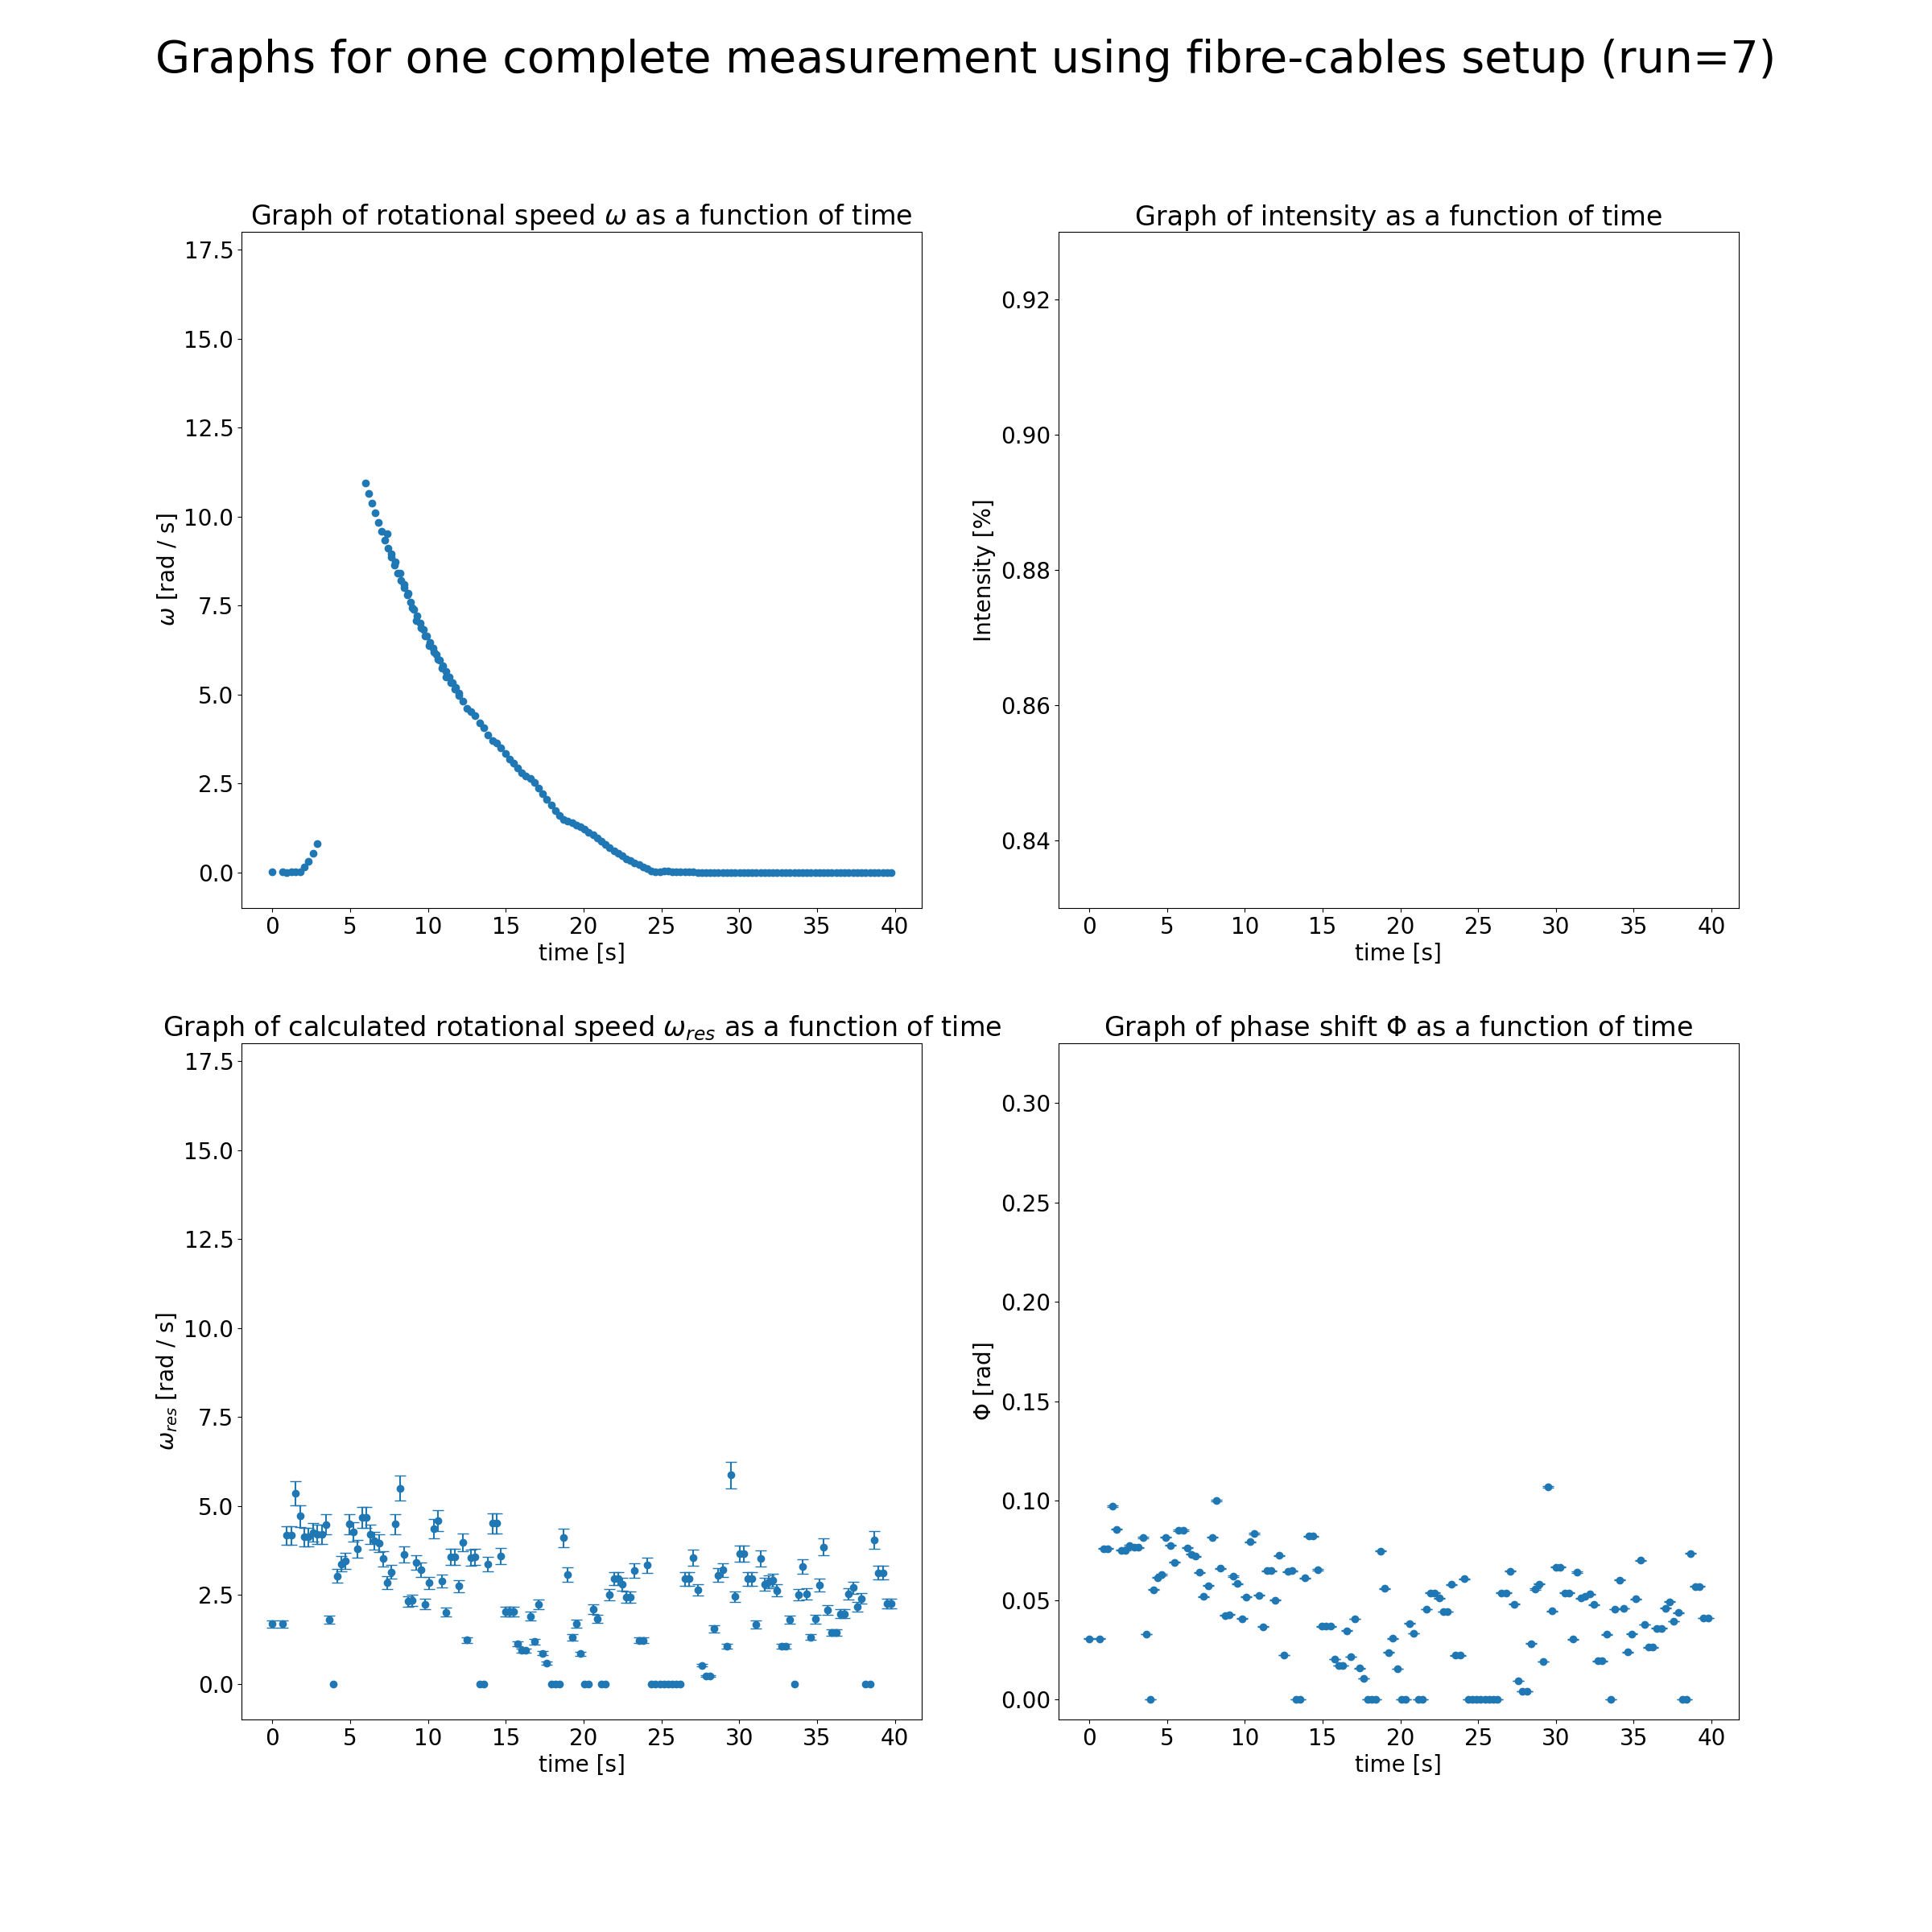 Graphs for one complete measurement using fibre-cables setup (run=7)
Graph of rotational speed ω as a function of time
17.5
15.0
12.5
10.0
7.5
5.0
2.5
0.0
ω [rad / s]
0 5 10 15 20 25 30 35 40
time [s]
Graph of intensity as a function of time
0.92
0.90
0.88
0.86
0.84
Intensity [%]
0 5 10 15 20 25 30 35 40
time [s]
Graph of calculated rotational speed ω_res as a function of time
17.5
15.0
12.5
10.0
7.5
5.0
2.5
0.0
ω_res [rad / s]
0 5 10 15 20 25 30 35 40
time [s]
Graph of phase shift Φ as a function of time
0.30
0.25
0.20
0.15
0.10
0.05
0.00
Φ [rad]
0 5 10 15 20 25 30 35 40
time [s]